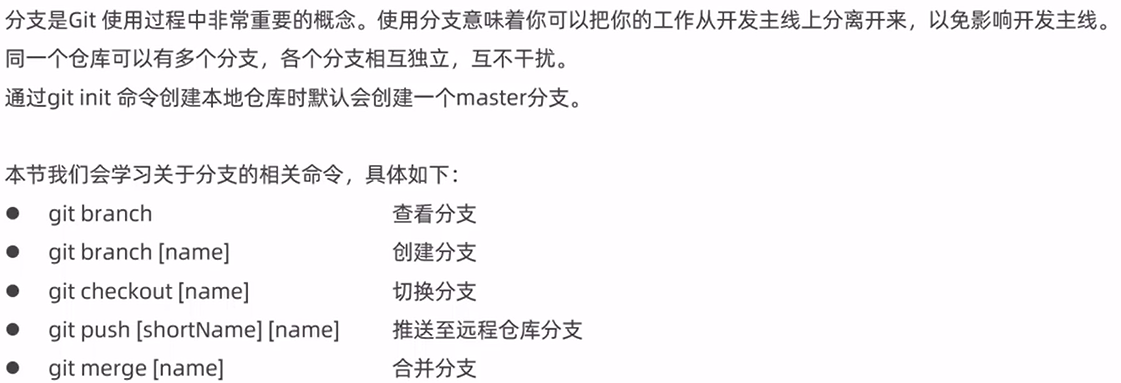 分支是Git 使用过程中非常重要的概念。使用分支意味着你可以把你的工作从开发主线上分离开来，以免影响开发主线。
同一个仓库可以有多个分支，各个分支相互独立，互不干扰。
通过git init 命令创建本地仓库时默认会创建一个master分支。
本节我们会学习关于分支的相关命令，具体如下：
● git branch 查看分支
● git branch [name] 创建分支
● git checkout [name] 切换分支
● git push [shortName] [name] 推送至远程仓库分支
● git merge [name] 合并分支